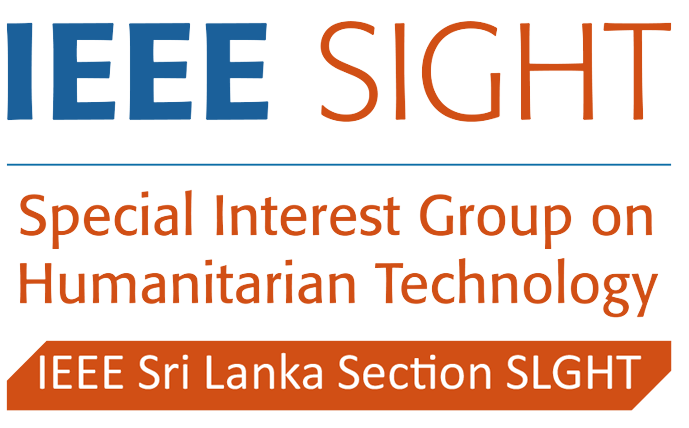 IEEE SIGHT
Special Interest Group on
Humanitarian Technology
IEEE Sri Lanka Section SLGHT